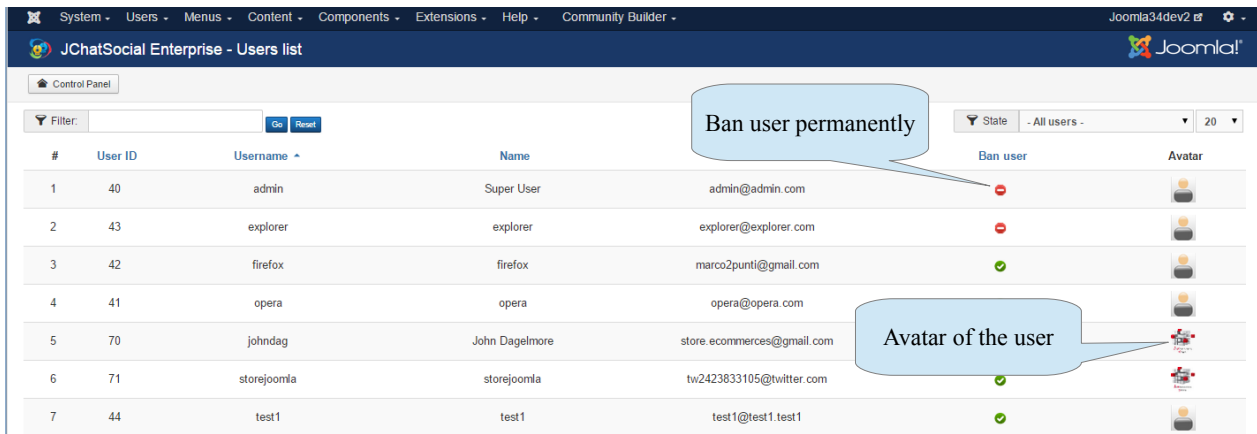 System Users Menus Content Components Extensions Help Community Builder Joomla34dev2
JChatSocial Enterprise - Users list Joomla!®
Control Panel
Filter: Go Reset State - All users - 20
Ban user permanently
# User ID Username Name Ban user Avatar
1 40 admin Super User admin@admin.com
2 43 explorer explorer explorer@explorer.com
3 42 firefox firefox marco2punti@gmail.com
4 41 opera opera opera@opera.com
Avatar of the user
5 70 johndag John Dagelmore store.ecommerces@gmail.com
6 71 storejoomla storejoomla tw2423833105@twitter.com
7 44 test1 test1 test1@test1.test1